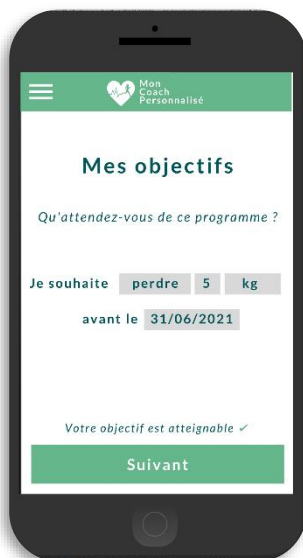 Mon
Coach
Personnalisé
Mes objectifs
Qu'attendez-vous de ce programme ?
Je souhaite perdre 5 kg
avant le 31/06/2021
Votre objectif est atteignable ✓
Suivant